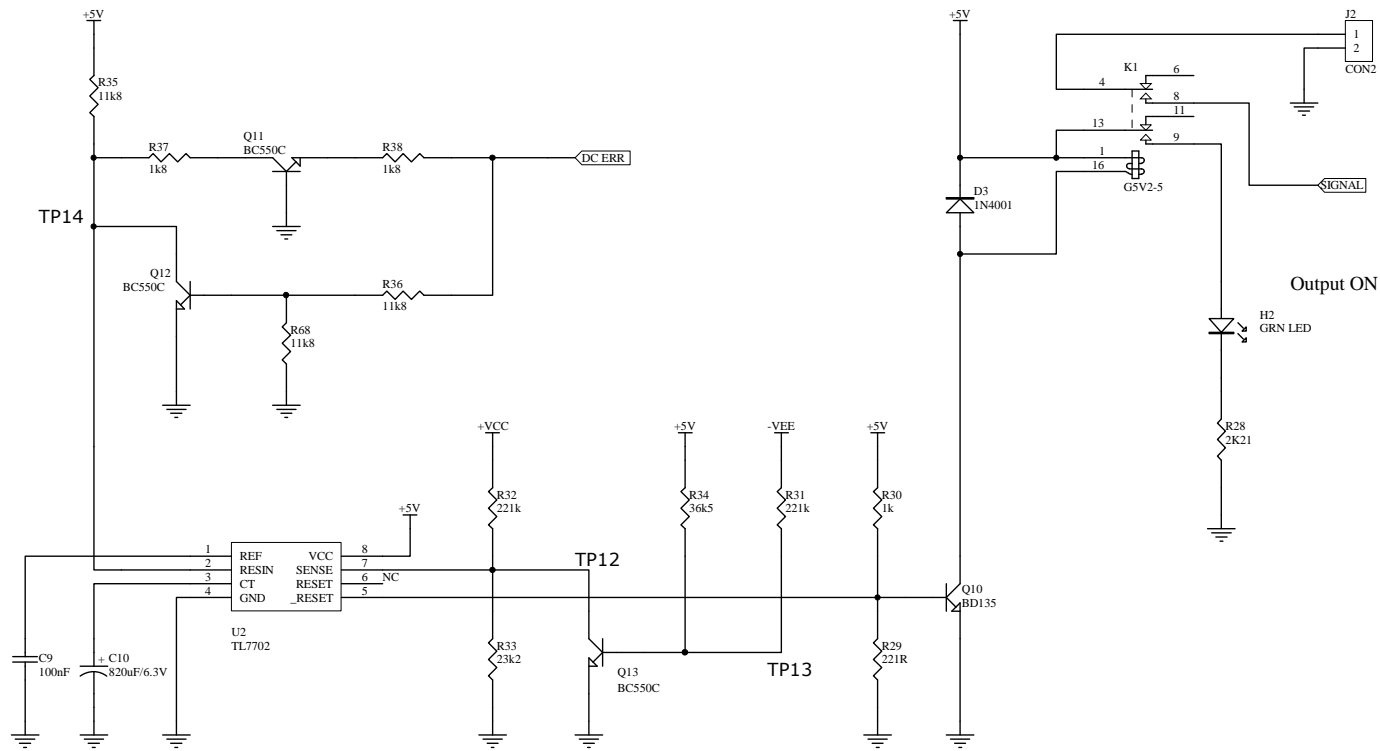 +5V
+5V
J2
1
2
CON2
K1
6
4
8
11
13
9
1
16
G5V2-5
SIGNAL
R35
11k8
Q11
BC550C
R37
1k8
R38
1k8
DC ERR
D3
1N4001
TP14
Q12
BC550C
R36
11k8
R68
11k8
Output ON
H2
GRN LED
R28
2K21
+VCC
+5V
-VEE
+5V
R32
221k
R34
36k5
R31
221k
R30
1k
+5V
1
2
3
4
REF
RESIN
CT
GND
VCC
SENSE
RESET
_RESET
8
7
6
5
NC
U2
TL7702
TP12
Q10
BD135
C9
100nF
+
C10
820uF/6.3V
R33
23k2
Q13
BC550C
TP13
R29
221R